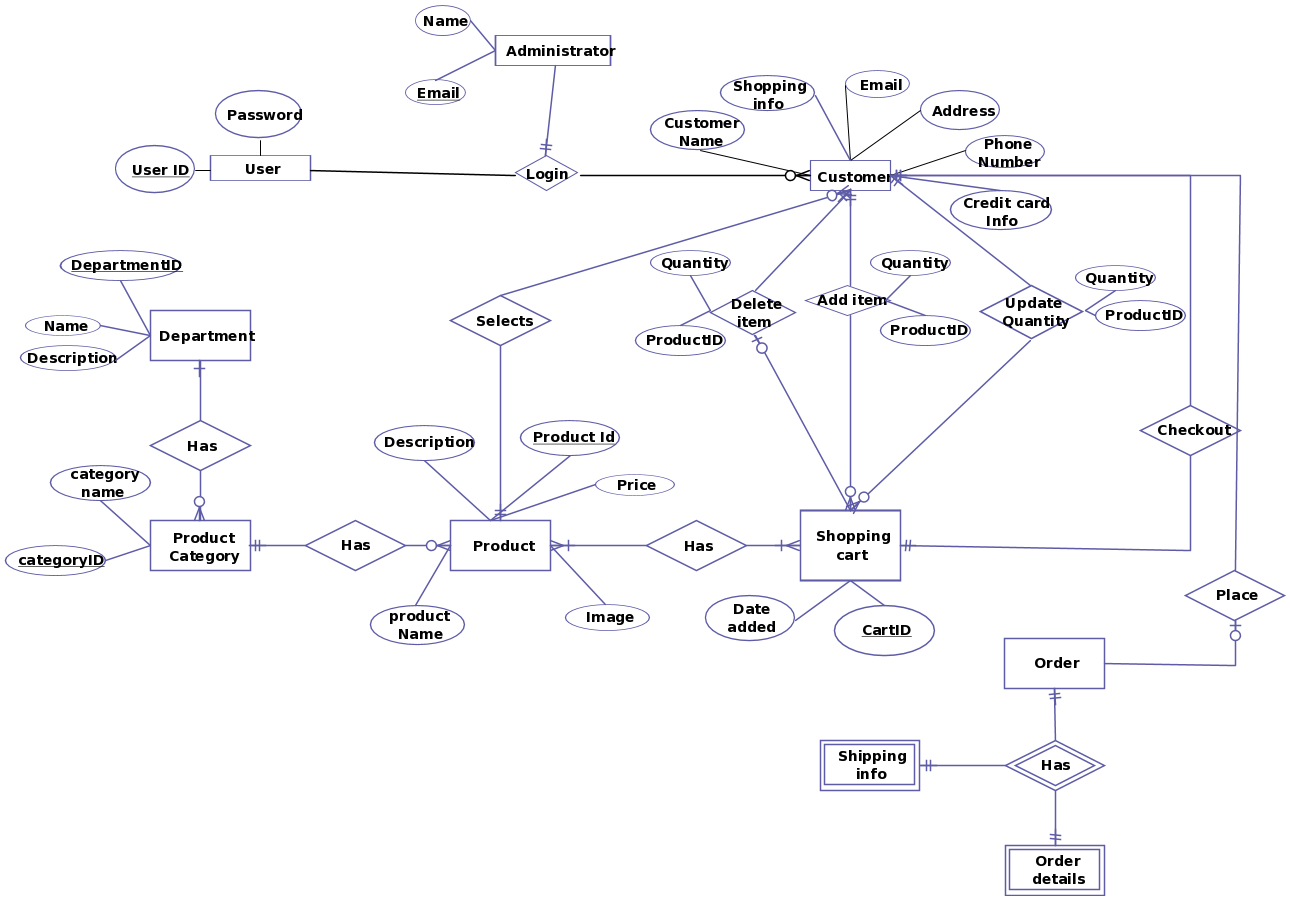 Name
Administrator
Email
Shopping
info
Email
Address
Password
Customer
Name
Phone
Number
User ID
User
Login
Customer
Credit card
Info
DepartmentID
Quantity
Quantity
Quantity
Name
Department
Description
Selects
Delete
item
Add item
Update
Quantity
ProductID
ProductID
ProductID
Has
Description
Product Id
Checkout
category
name
Price
Product
Category
Has
Product
Has
Shopping
cart
categoryID
product
Name
Image
Date
added
CartID
Place
Order
Shipping
info
Has
Order
details